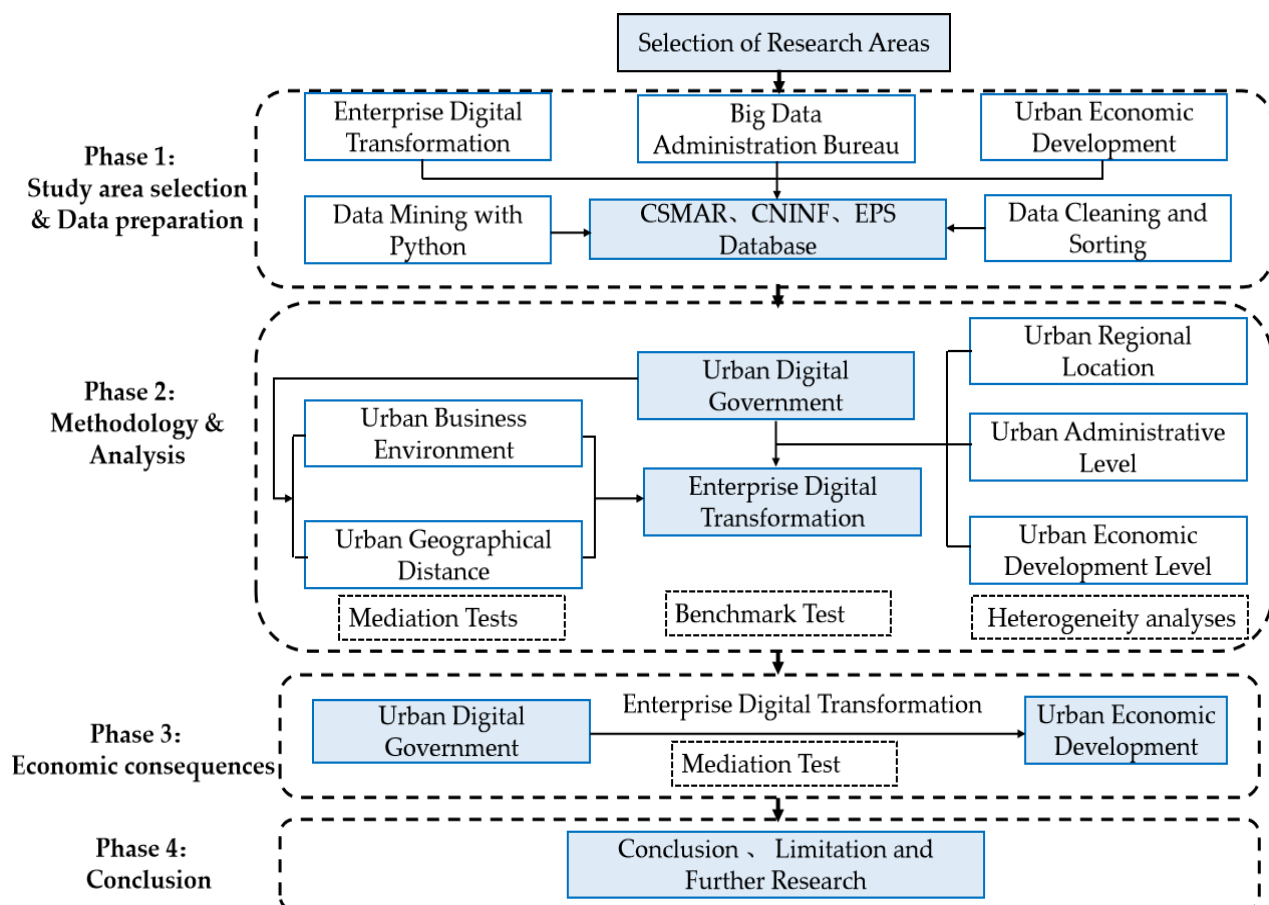 Selection of Research Areas
Phase 1：
Study area selection
& Data preparation
Enterprise Digital
Transformation
Big Data
Administration Bureau
Urban Economic
Development
Data Mining with
Python
CSMAR、CNINF、EPS
Database
Data Cleaning and
Sorting
Phase 2：
Methodology &
Analysis
Urban Business
Environment
Urban Geographical
Distance
Mediation Tests
Urban Digital
Government
Enterprise Digital
Transformation
Benchmark Test
Urban Regional
Location
Urban Administrative
Level
Urban Economic
Development Level
Heterogeneity analyses
Phase 3：
Economic consequences
Urban Digital
Government
Enterprise Digital Transformation
Mediation Test
Urban Economic
Development
Phase 4：
Conclusion
Conclusion 、 Limitation and
Further Research